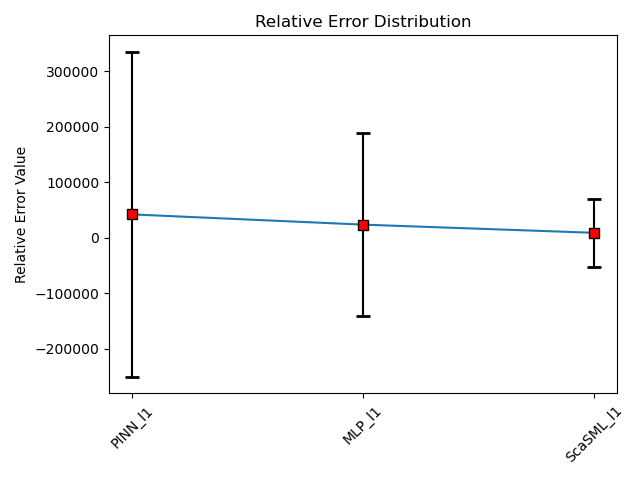 Relative Error Distribution
Relative Error Value
300000
200000
100000
0
−100000
−200000
PINN_l1
MLP_l1
ScaSML_l1